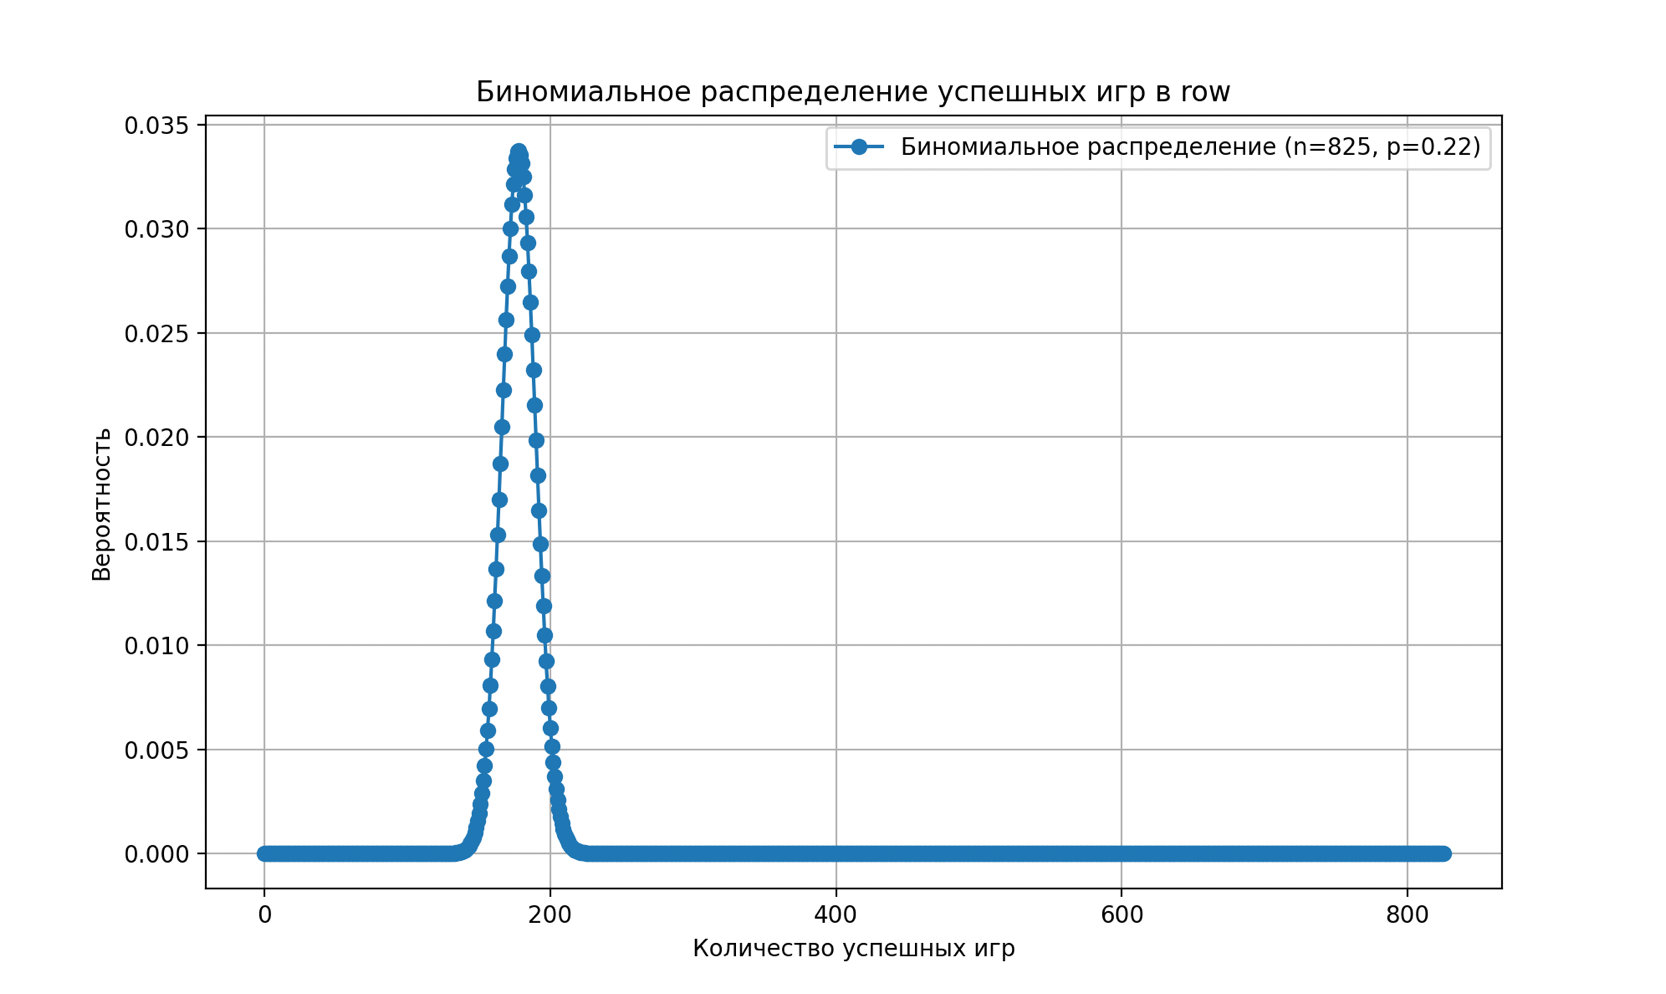 Биномиальное распределение успешных игр в row
Биномиальное распределение (n=825, p=0.22)
0.035
0.030
0.025
0.020
0.015
0.010
0.005
0.000
Вероятность
0 200 400 600 800
Количество успешных игр